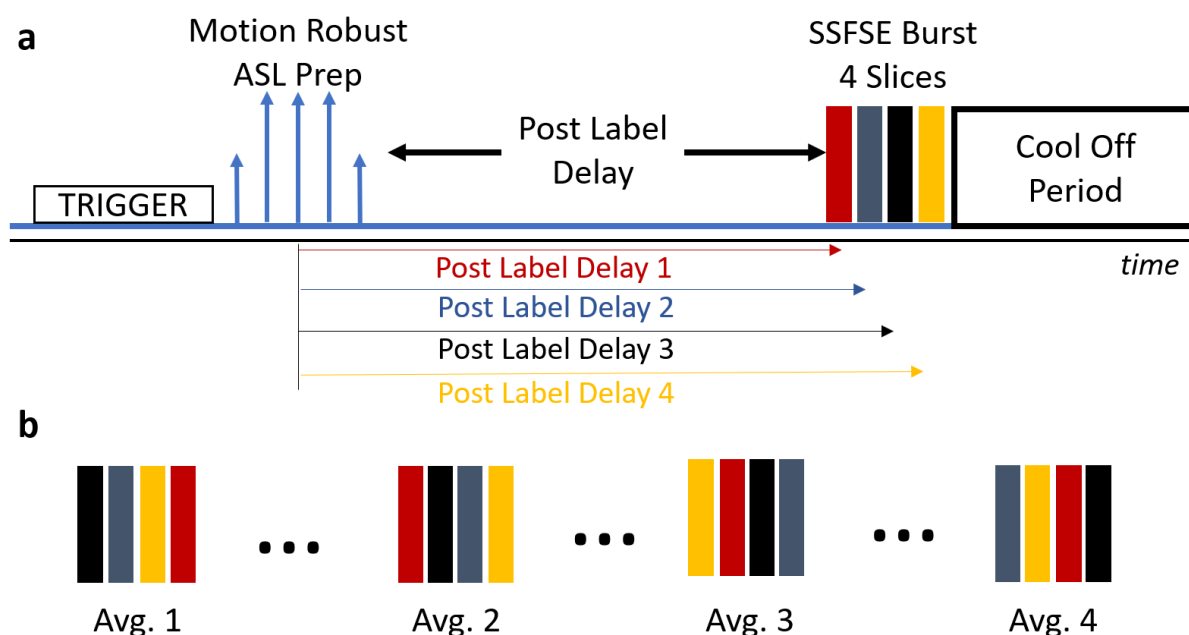 a
Motion Robust
ASL Prep
SSFSE Burst
4 Slices
Post Label
Delay
Cool Off
Period
TRIGGER
time
Post Label Delay 1
Post Label Delay 2
Post Label Delay 3
Post Label Delay 4
b
...
...
...
Avg. 1
Avg. 2
Avg. 3
Avg. 4